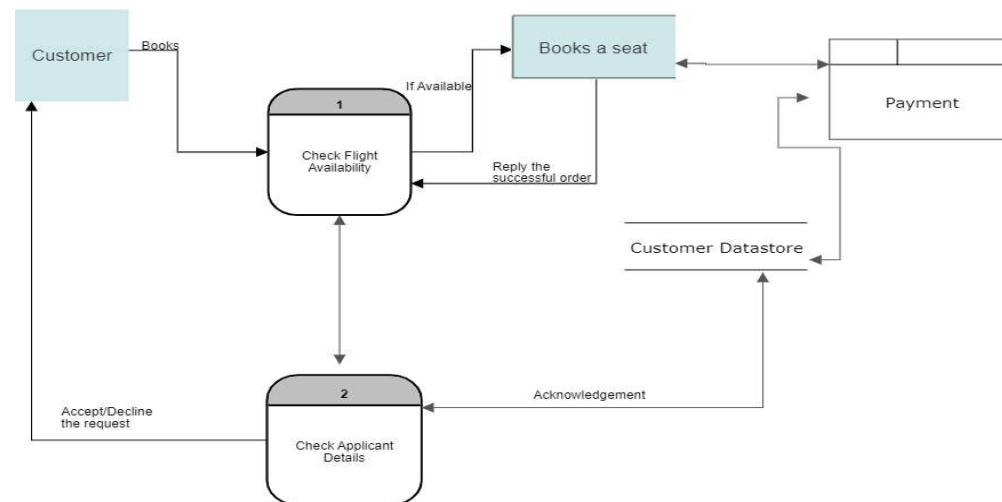 Customer
Books
Books a seat
Payment
If Available
1
Check Flight
Availability
Reply the
successful order
Customer Datastore
2
Check Applicant
Details
Acknowledgement
Accept/Decline
the request